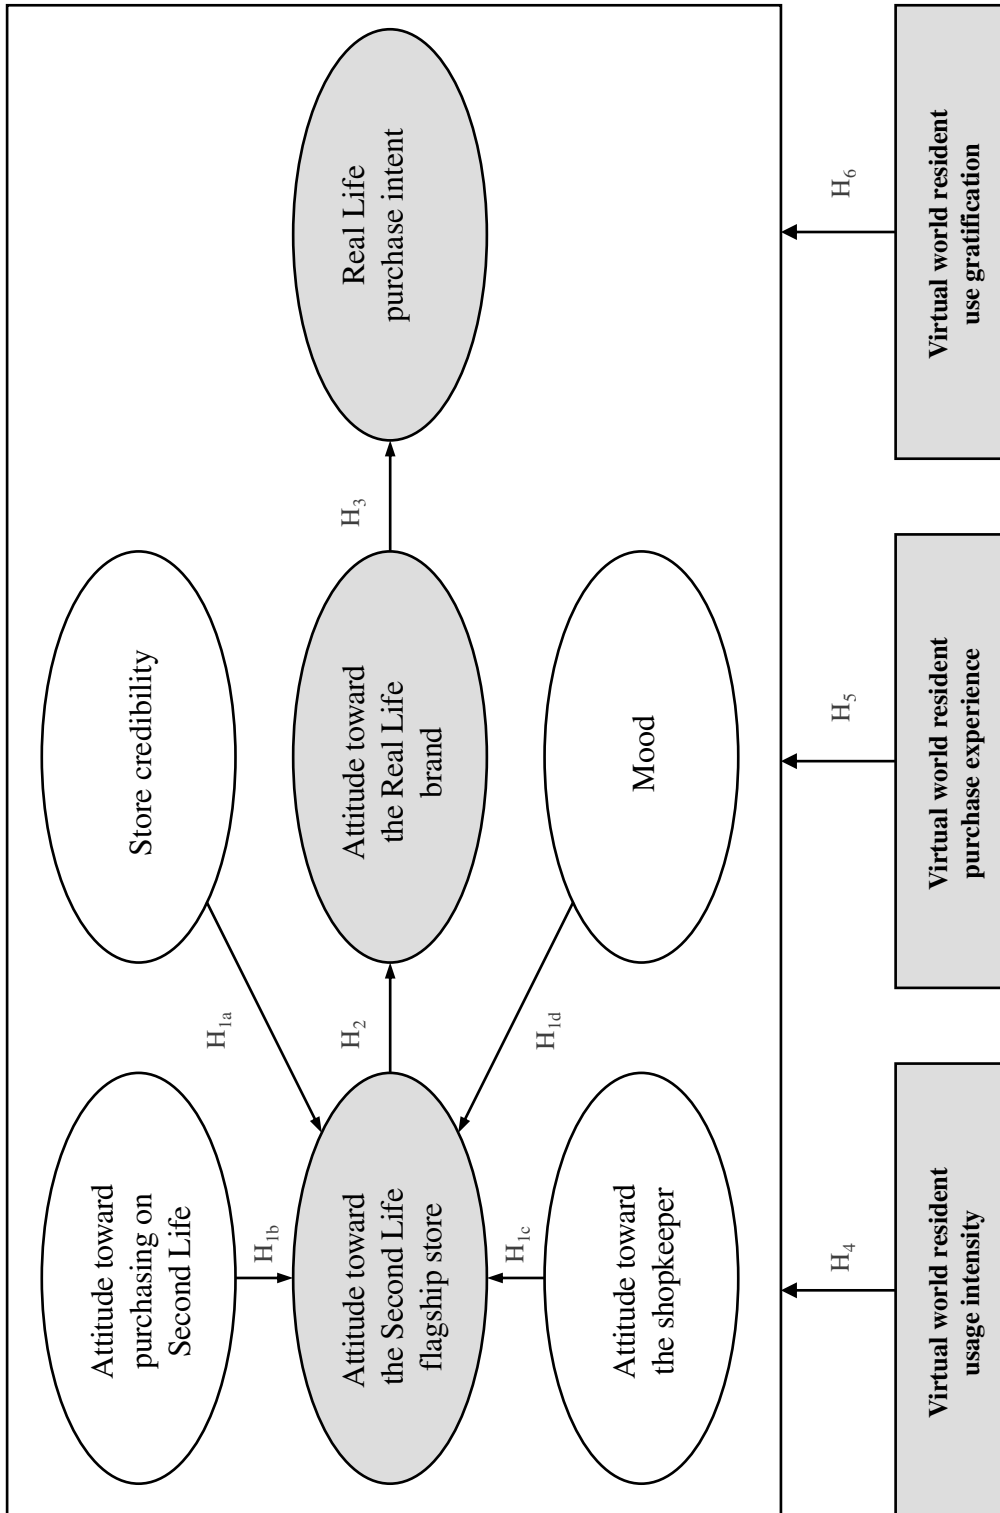 Attitude toward
purchasing on
Second Life
Store credibility
H1b
H1a
Attitude toward
the Second Life
flagship store
H2
Attitude toward
the Real Life
brand
H3
Real Life
purchase intent
H1c
H1d
Attitude toward
the shopkeeper
Mood
H4
H5
H6
Virtual world resident
usage intensity
Virtual world resident
purchase experience
Virtual world resident
use gratification